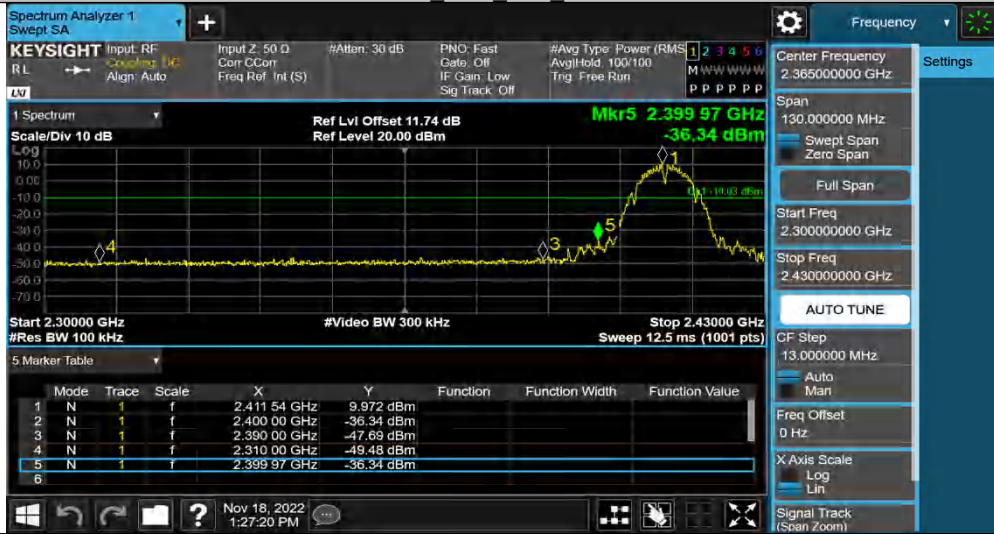 Spectrum Analyzer 1
Swept SA
Frequency
KEYSIGHT
RL
LXI
Input: RF
Coupling: DC
Align: Auto
Input Z: 50 Ω
Corr CCorr
Freq Ref: Int (S)
#Atten: 30 dB
PNO: Fast
Gate: Off
IF Gain: Low
Sig Track: Off
#Avg Type: Power (RMS
Avg|Hold: 100/100
Trig: Free Run
1 2 3 4 5 6
M W W W W W
P P P P P P
1 Spectrum
Scale/Div 10 dB
Ref Lvl Offset 11.74 dB
Ref Level 20.00 dBm
Mkr5 2.399 97 GHz
-36.34 dBm
Log
10.0
0.00
-10.0
-20.0
-30.0
-40.0
-50.0
-60.0
-70.0
1
5
3
4
Start 2.30000 GHz
#Res BW 100 kHz
#Video BW 300 kHz
Stop 2.43000 GHz
Sweep 12.5 ms (1001 pts)
5 Marker Table
Mode Trace Scale X Y Function Function Width Function Value
1 N 1 f 2.411 54 GHz 9.972 dBm
2 N 1 f 2.400 00 GHz -36.34 dBm
3 N 1 f 2.390 00 GHz -47.69 dBm
4 N 1 f 2.310 00 GHz -49.48 dBm
5 N 1 f 2.399 97 GHz -36.34 dBm
6
Nov 18, 2022
1:27:20 PM
Center Frequency
2.365000000 GHz
Settings
Span
130.000000 MHz
Swept Span
Zero Span
Full Span
Start Freq
2.300000000 GHz
Stop Freq
2.430000000 GHz
AUTO TUNE
CF Step
13.000000 MHz
Auto
Man
Freq Offset
0 Hz
X Axis Scale
Log
Lin
Signal Track
(Span Zoom)